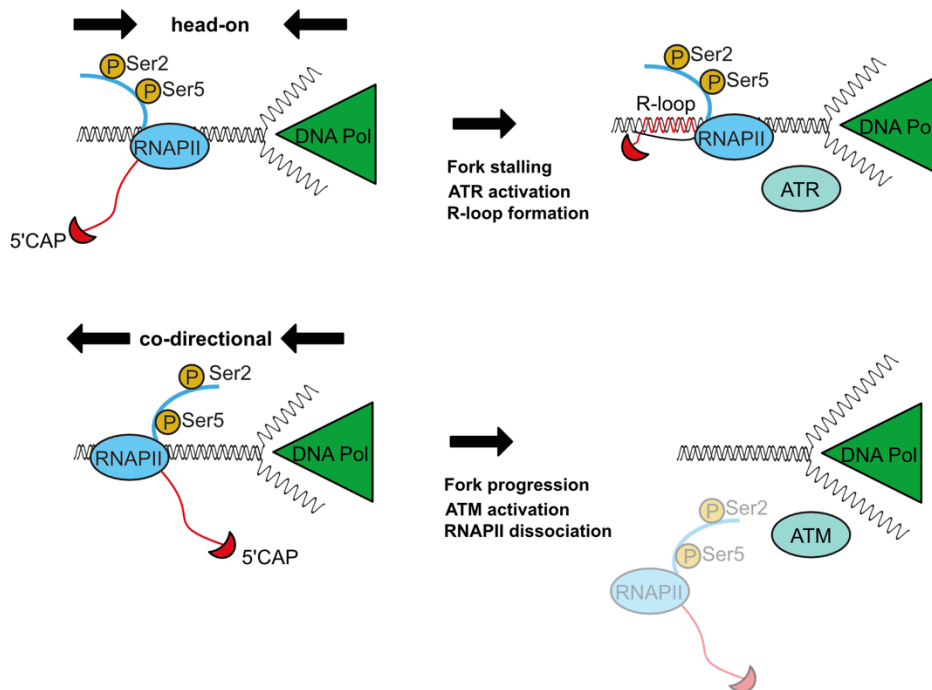 head-on
P Ser2
P Ser5
DNA Pol
RNAPII
5'CAP
Fork stalling
ATR activation
R-loop formation
P Ser2
P Ser5
R-loop
DNA Pol
RNAPII
ATR
co-directional
P Ser2
P Ser5
RNAPII
DNA Pol
5'CAP
Fork progression
ATM activation
RNAPII dissociation
DNA Pol
P Ser2
ATM
P Ser5
RNAPII